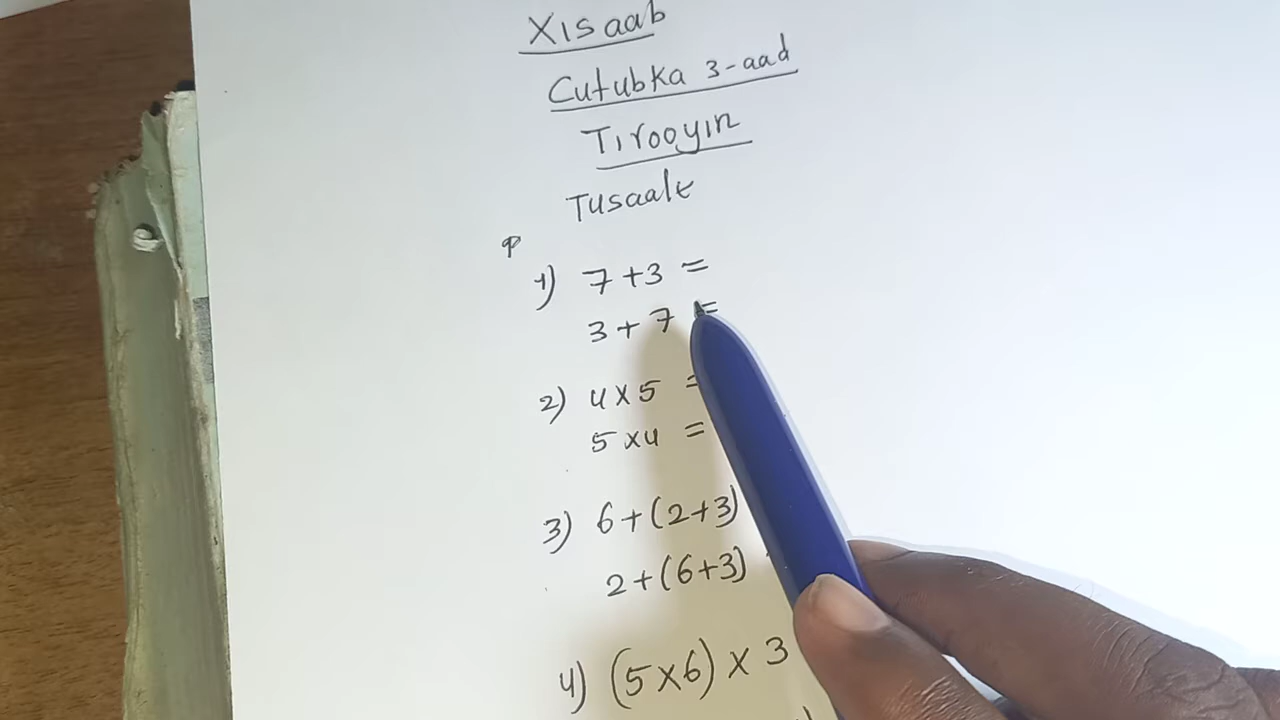 Xisaab
Cutubka 3-aad
Tirooyin
Tusaale
1) 7+3 =
3+7 =
2) 4x5 =
5x4 =
3) 6+(2+3)
2+(6+3)
4) (5x6) x 3